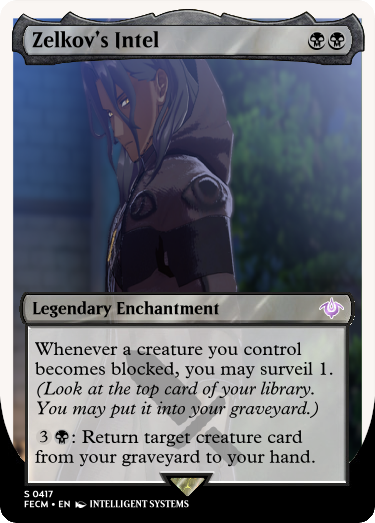 Zelkov's Intel
Legendary Enchantment
Whenever a creature you control
becomes blocked, you may surveil 1.
(Look at the top card of your library.
You may put it into your graveyard.)
3 : Return target creature card
from your graveyard to your hand.
S 0417
FECM • EN INTELLIGENT SYSTEMS